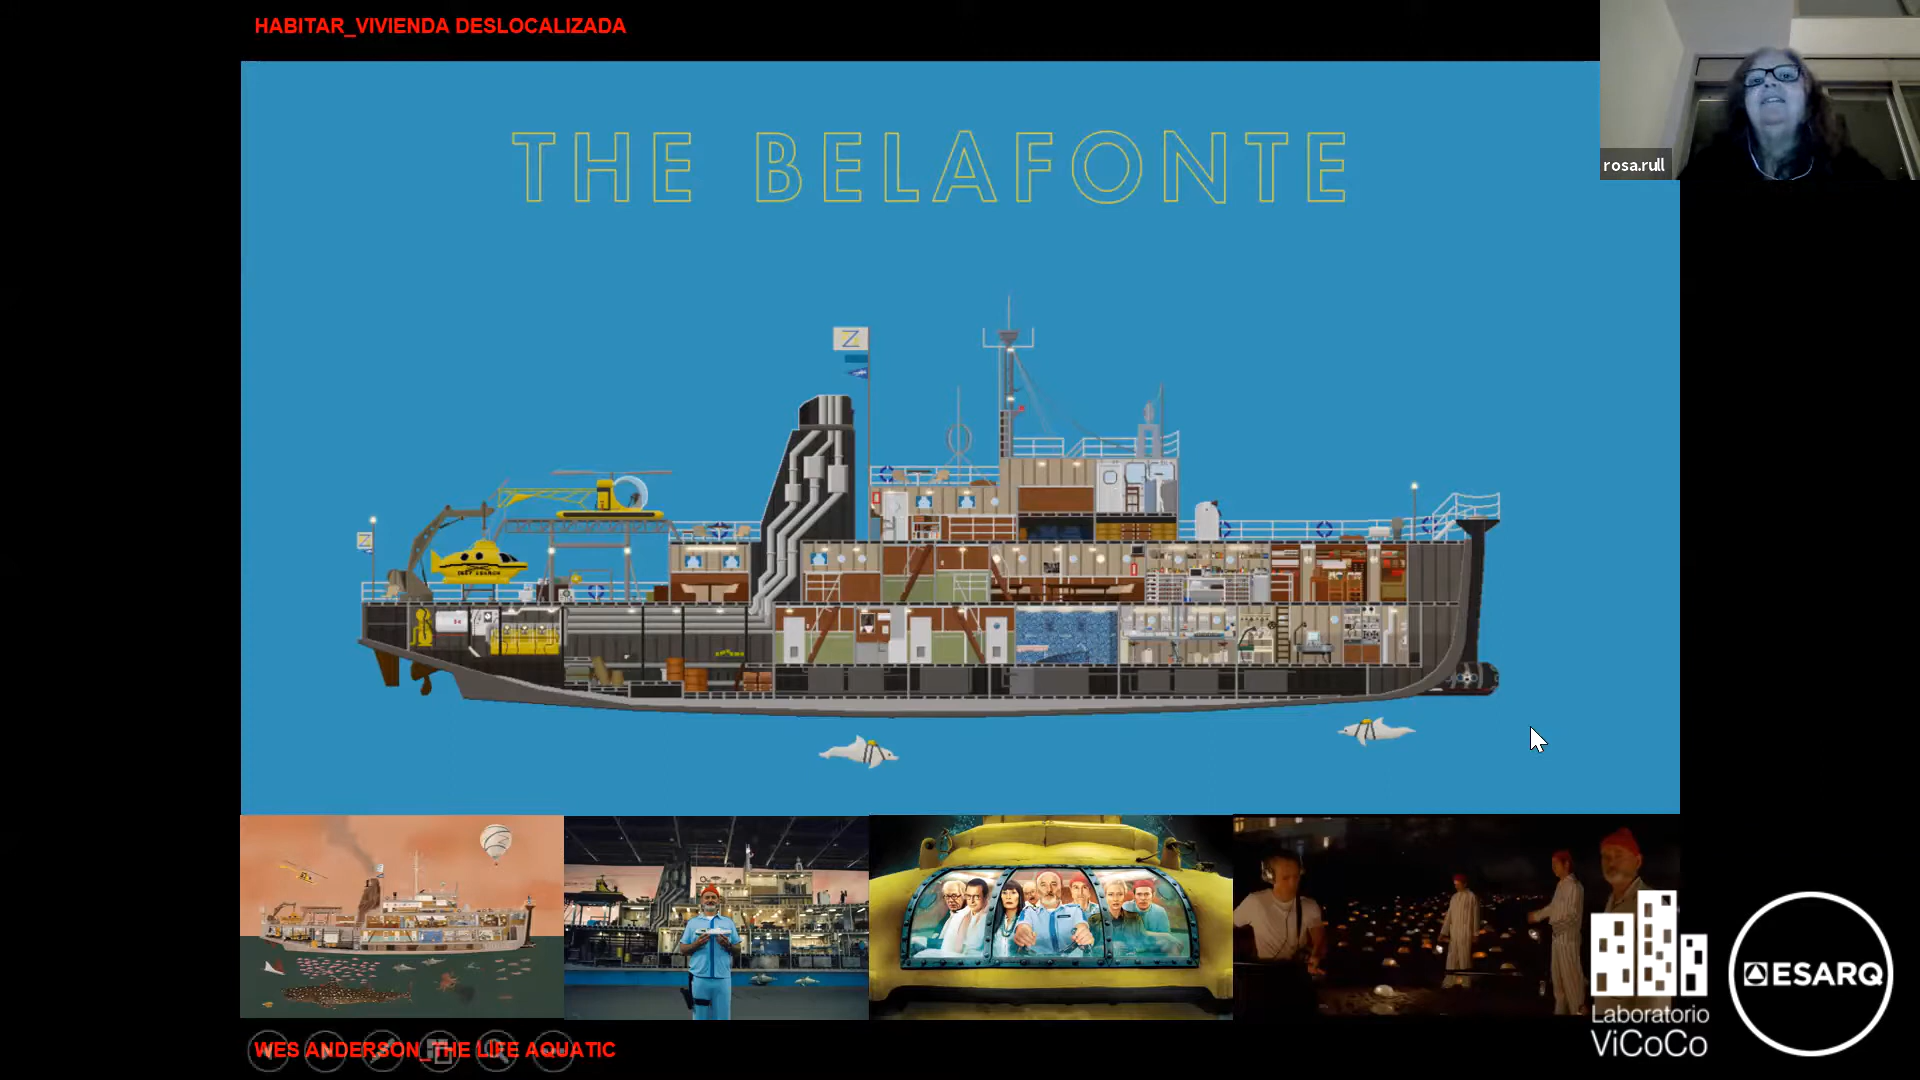 HABITAR_VIVIENDA DESLOCALIZADA
rosa.rull
THE BELAFONTE
Z
Z
WES ANDERSON_THE LIFE AQUATIC
Laboratorio
ViCoCo
ESARQ